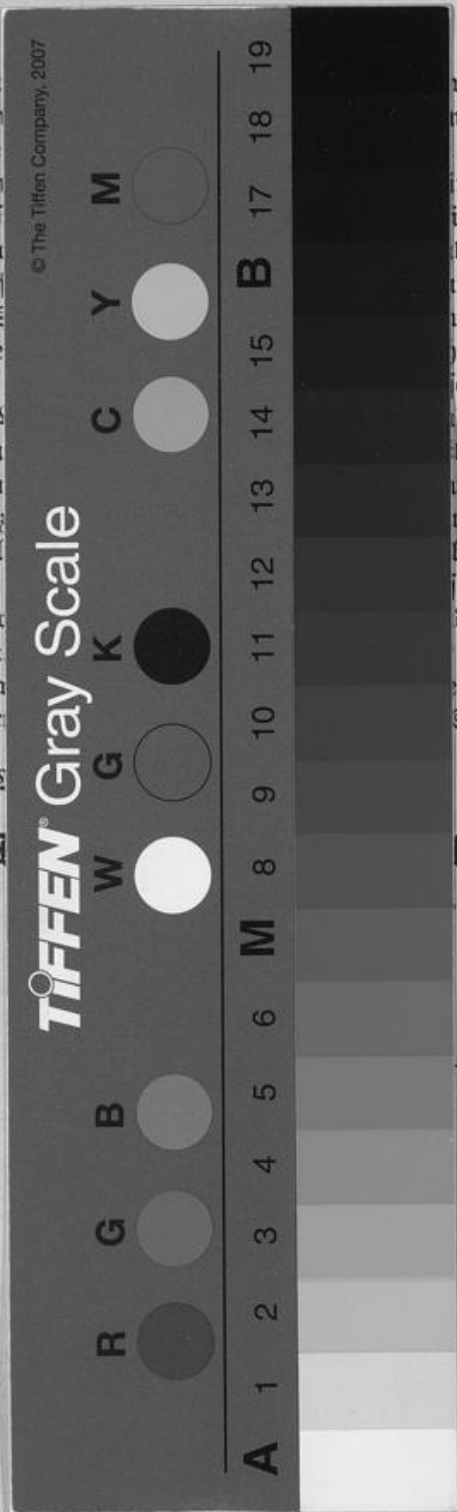 TIFFEN® Gray Scale
© The Tiffen Company, 2007
R G B W G K C Y M
A 1 2 3 4 5 6 M 8 9 10 11 12 13 14 15 B 17 18 19